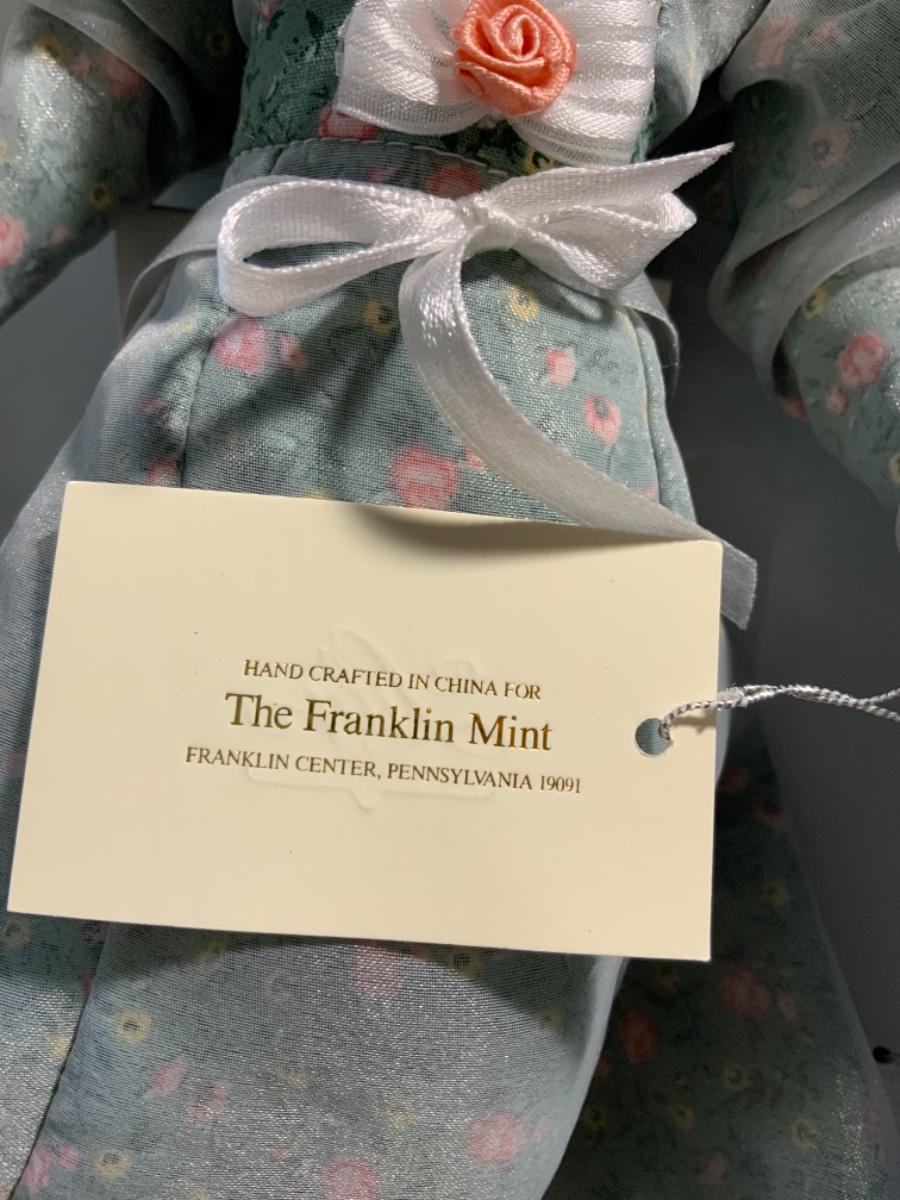 HAND CRAFTED IN CHINA FOR
The Franklin Mint
FRANKLIN CENTER, PENNSYLVANIA 19091